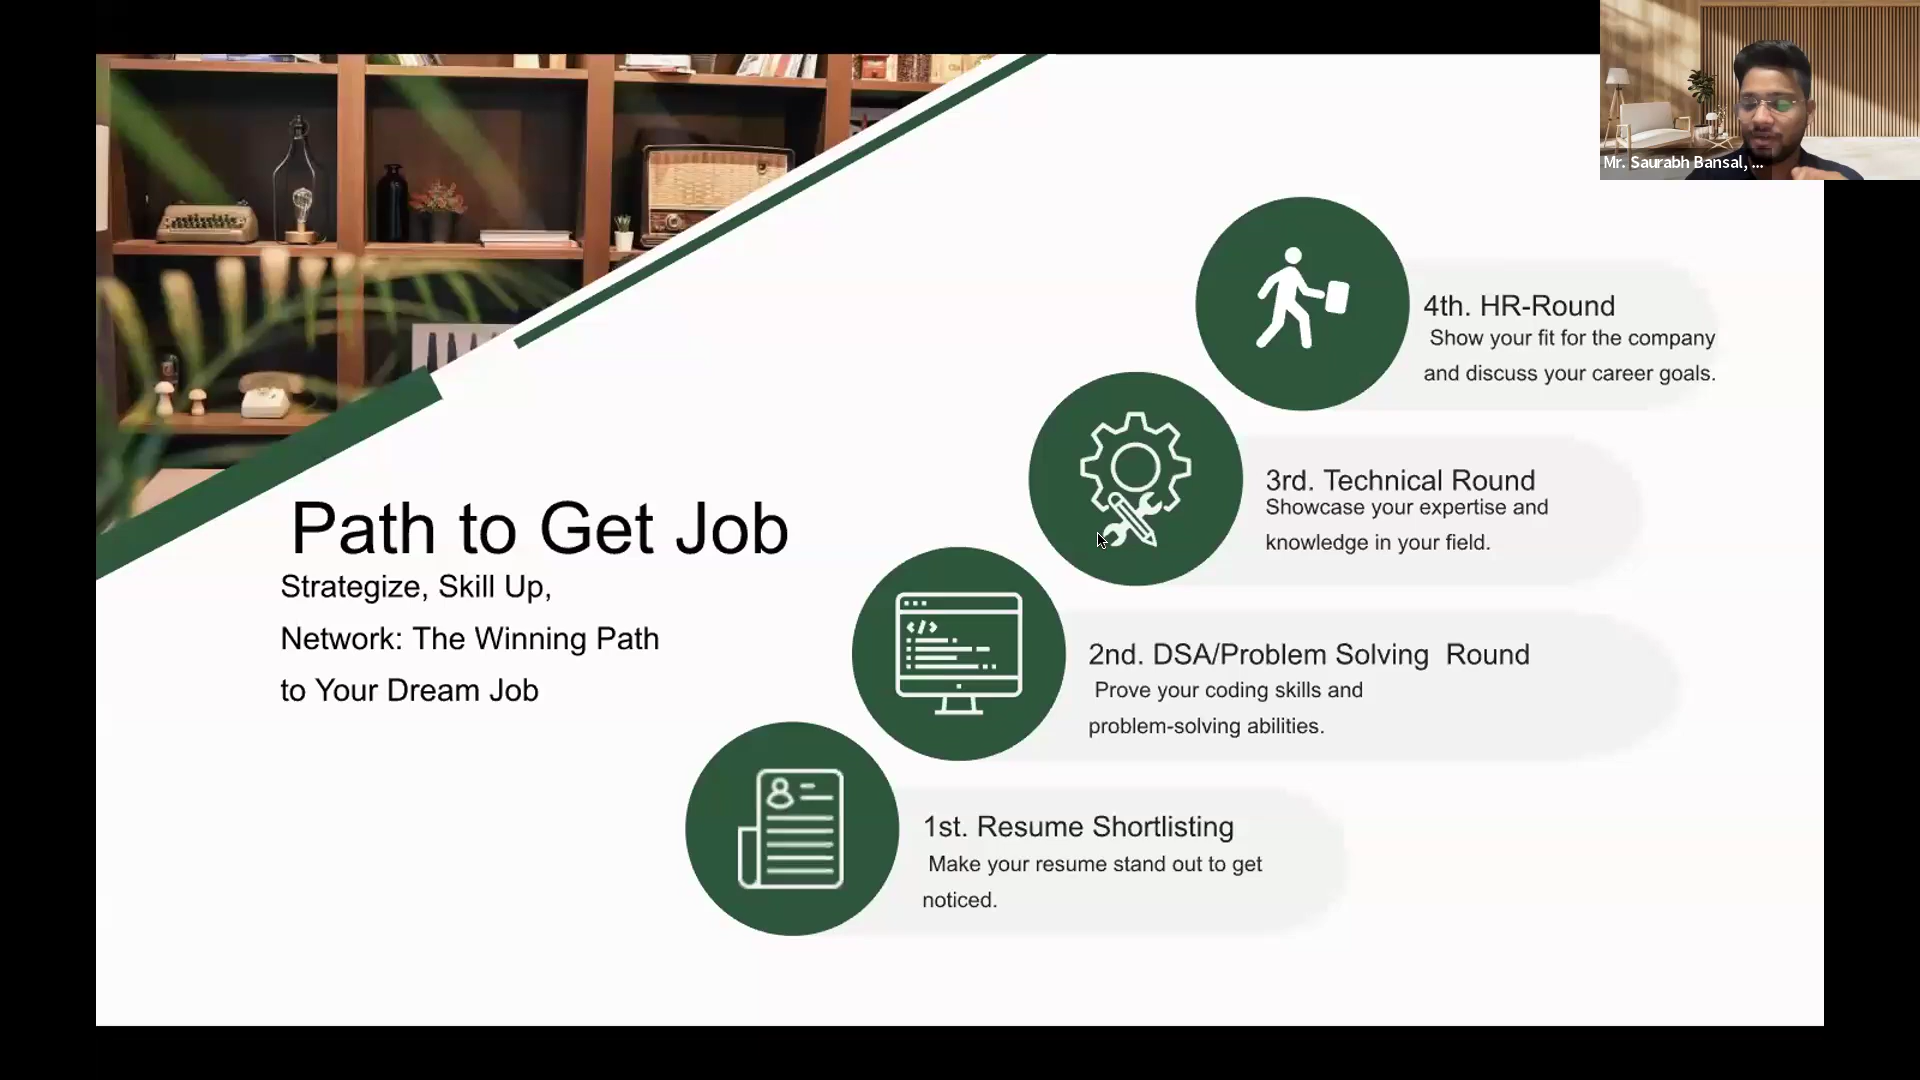 Mr. Saurabh Bansal, ...
Path to Get Job
Strategize, Skill Up,
Network: The Winning Path
to Your Dream Job
4th. HR-Round
Show your fit for the company
and discuss your career goals.
3rd. Technical Round
Showcase your expertise and
knowledge in your field.
2nd. DSA/Problem Solving  Round
Prove your coding skills and
problem-solving abilities.
1st. Resume Shortlisting
Make your resume stand out to get
noticed.